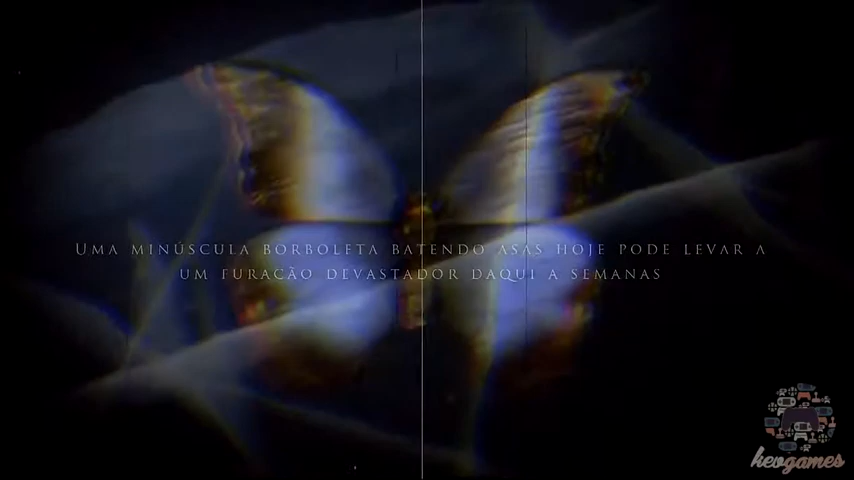 Uma minúscula borboleta batendo asas hoje pode levar a
um furacão devastador daqui a semanas
kevgames